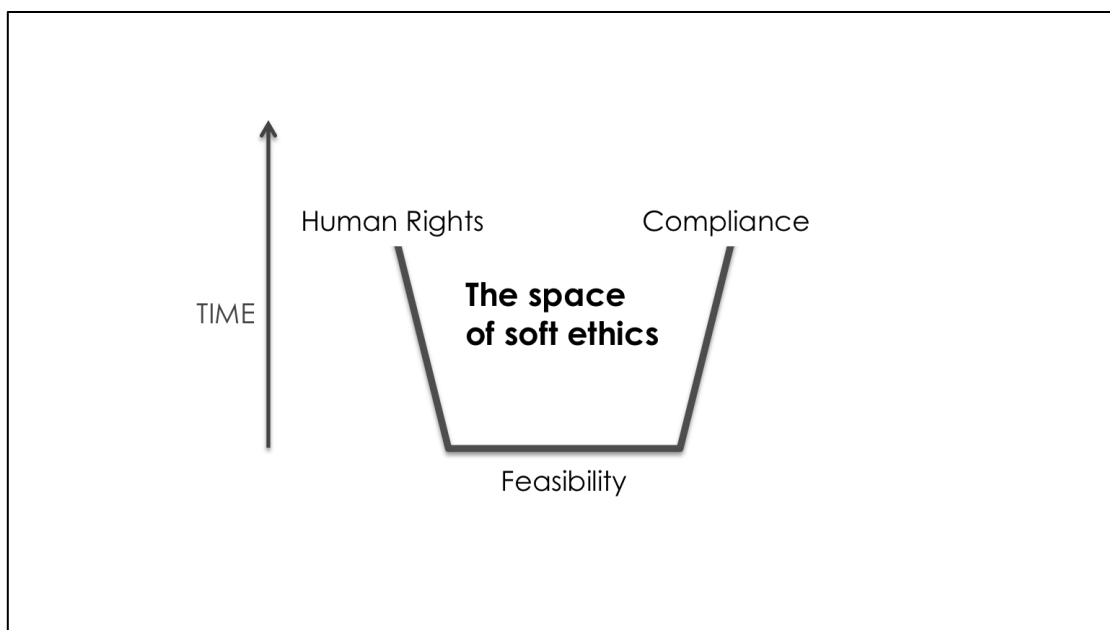 Human Rights
Compliance
The space
of soft ethics
TIME
Feasibility